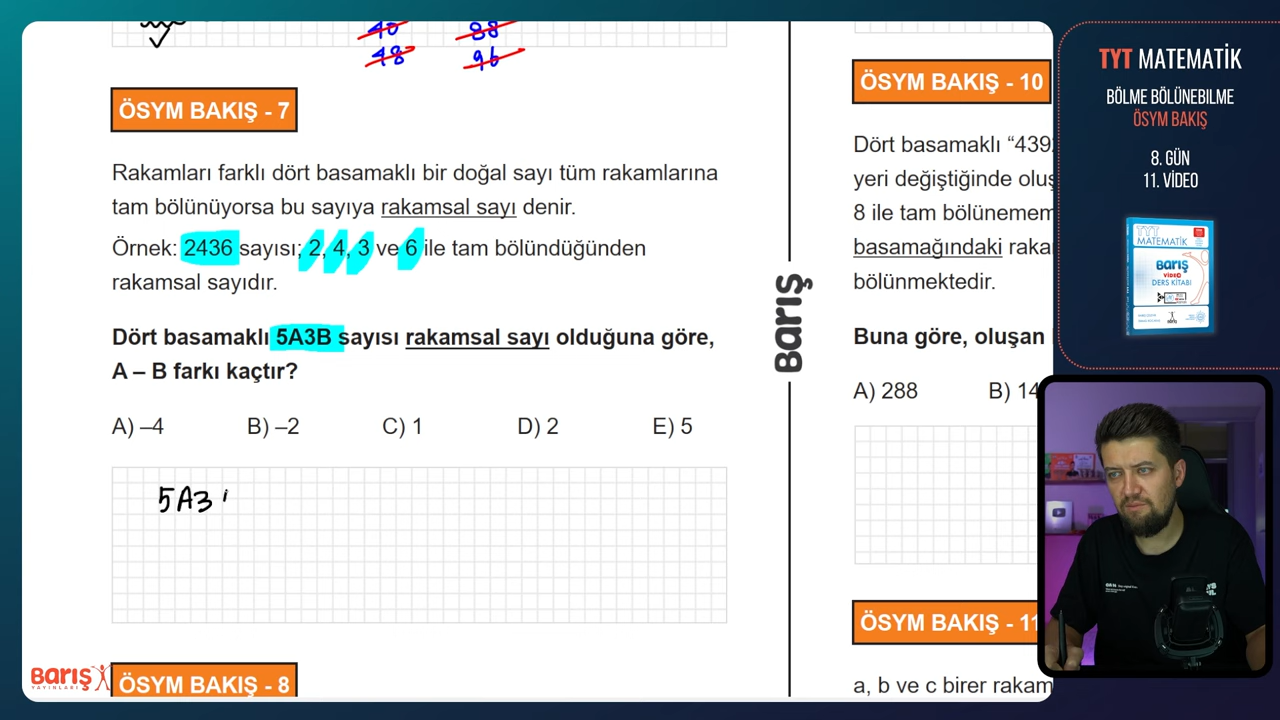 40
88
48
96
ÖSYM BAKIŞ - 7
Rakamları farklı dört basamaklı bir doğal sayı tüm rakamlarına
tam bölünüyorsa bu sayıya rakamsal sayı denir.
Örnek: 2436 sayısı; 2, 4, 3 ve 6 ile tam bölündüğünden
rakamsal sayıdır.
Dört basamaklı 5A3B sayısı rakamsal sayı olduğuna göre,
A – B farkı kaçtır?
A) –4 B) –2 C) 1 D) 2 E) 5
5A3
BARIŞ YAYINLARI
ÖSYM BAKIŞ - 8
Barış
ÖSYM BAKIŞ - 10
Dört basamaklı “439
yeri değiştiğinde oluş
8 ile tam bölünemem
basamağındaki raka
bölünmektedir.
Buna göre, oluşan
A) 288 B) 14
ÖSYM BAKIŞ - 11
a, b ve c birer rakam
TYT MATEMATİK
BÖLME BÖLÜNEBILME
ÖSYM BAKIŞ
8. GÜN
11. VİDEO
TYT
MATEMATİK
Barış
VİDEO
DERS KİTABI